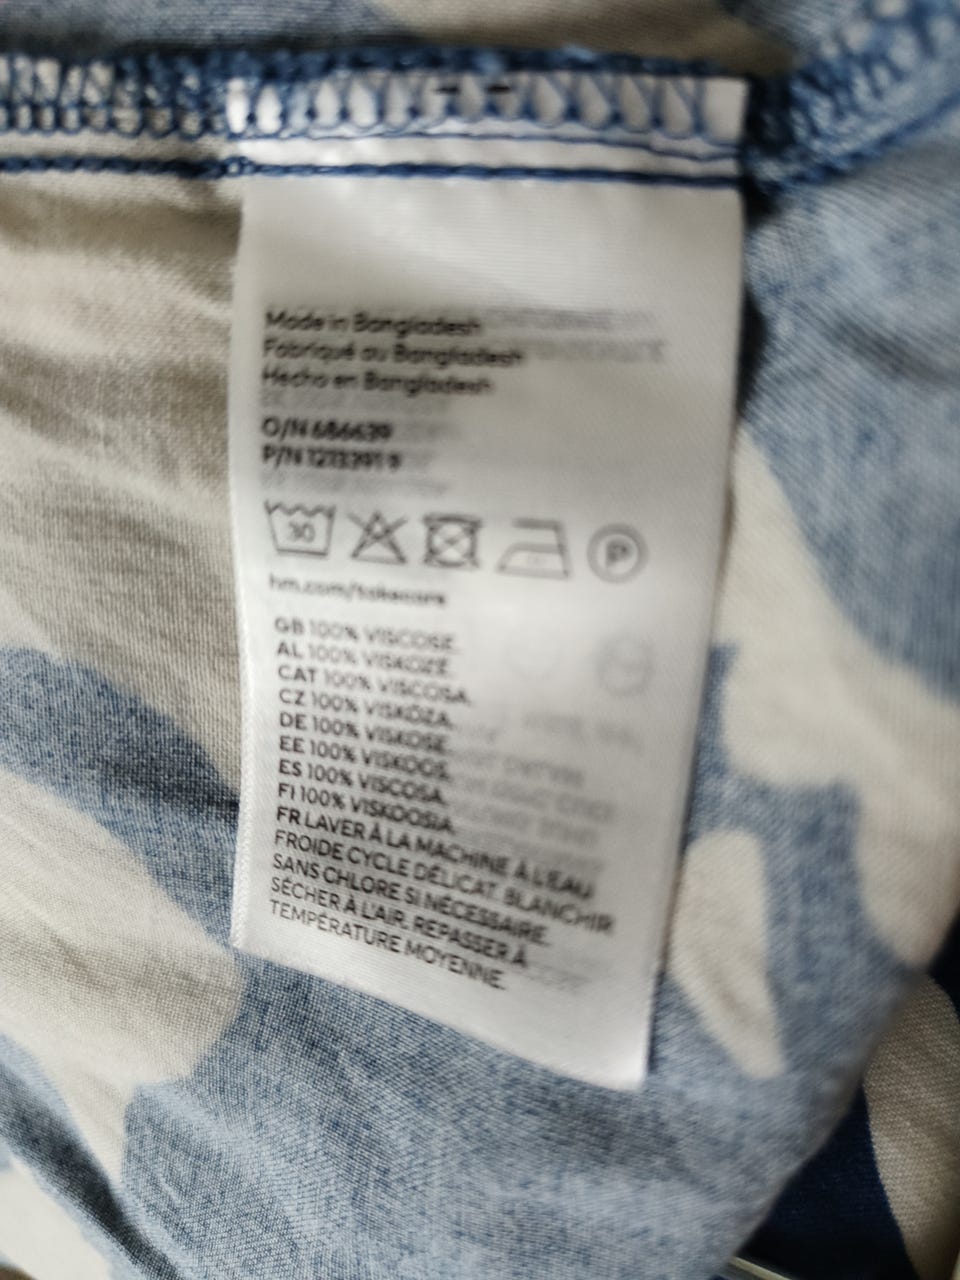 Made in Bangladesh
Fabriqué au Bangladesh
Hecho en Bangladesh
O/N 686639
P/N
30
P
hm.com/takecare
GB 100% VISCOSE.
AL 100% VISKOZË.
CAT 100% VISCOSA.
CZ 100% VISKÓZA.
DE 100% VISKOSE.
EE 100% VISKOOS.
ES 100% VISCOSA.
FI 100% VISKOOSIA.
FR LAVER À LA MACHINE À L'EAU
FROIDE CYCLE DÉLICAT. BLANCHIR
SANS CHLORE SI NÉCESSAIRE.
SÉCHER À L'AIR. REPASSER À
TEMPÉRATURE MOYENNE.